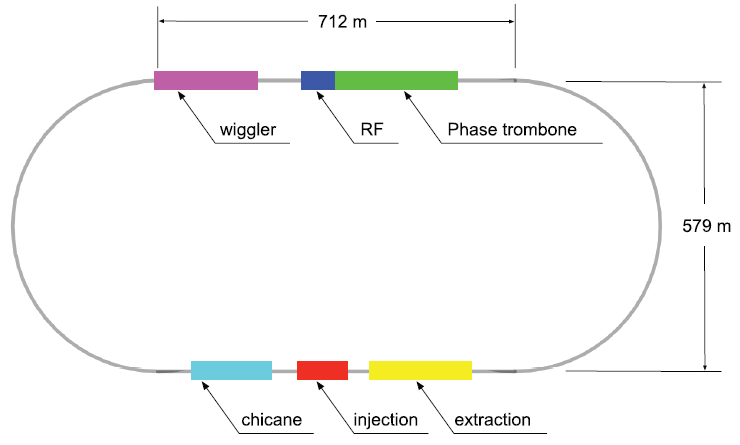 712 m
wiggler
RF
Phase trombone
579 m
chicane
injection
extraction